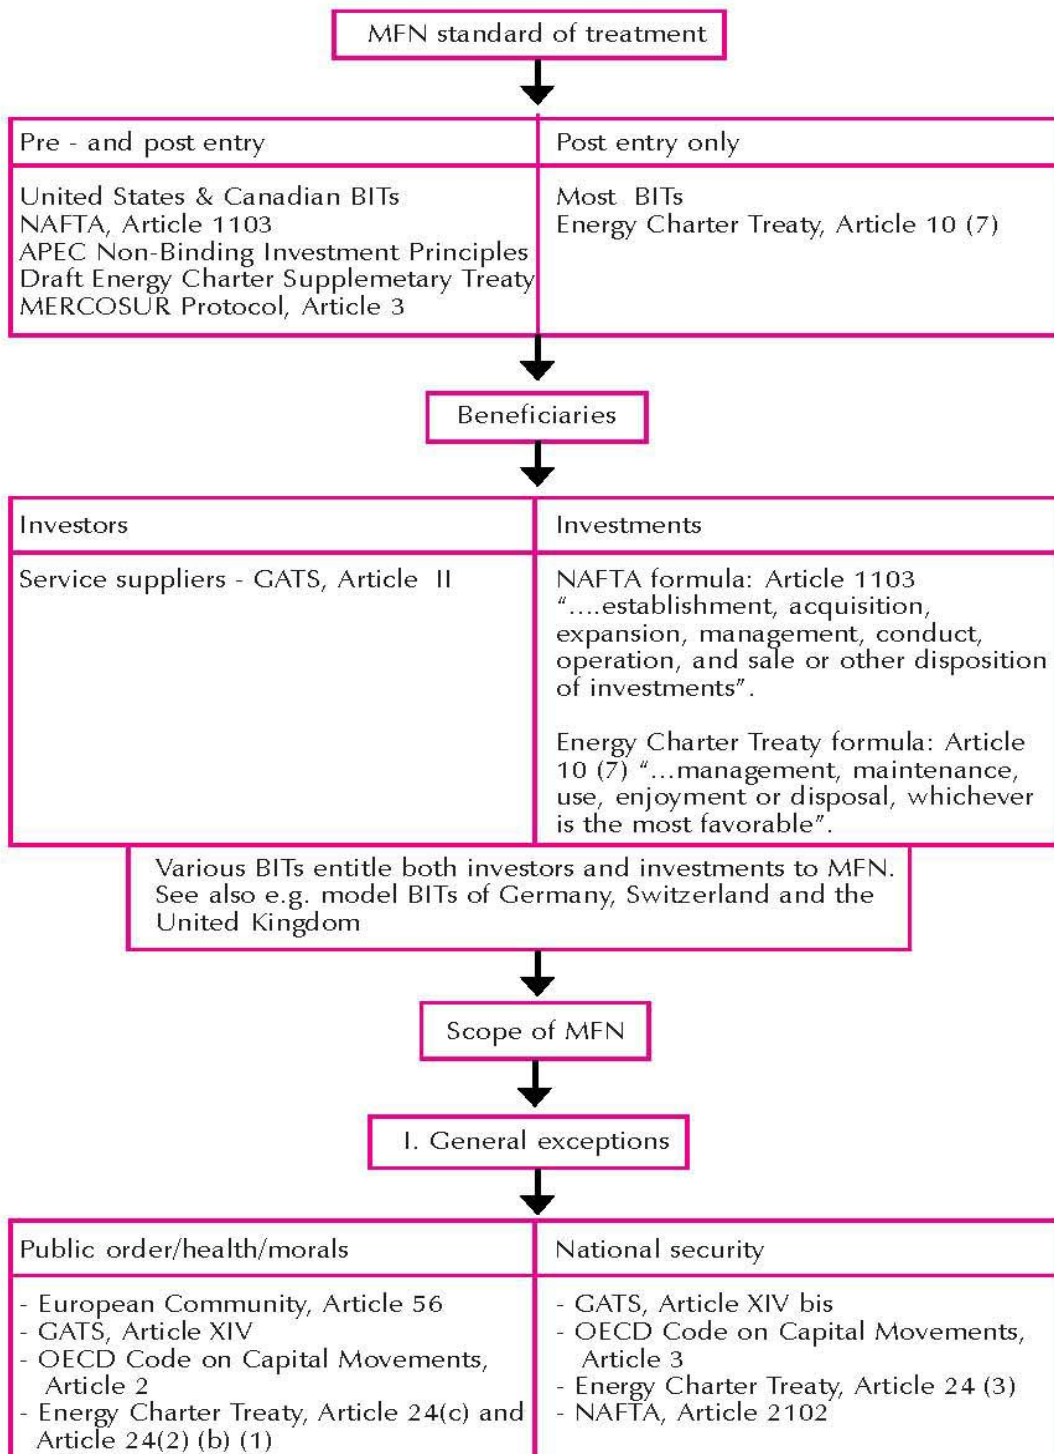 MFN standard of treatment
Pre - and post entry
Post entry only
United States & Canadian BITs
NAFTA, Article 1103
APEC Non-Binding Investment Principles
Draft Energy Charter Supplemetary Treaty
MERCOSUR Protocol, Article 3
Most BITs
Energy Charter Treaty, Article 10 (7)
Beneficiaries
Investors
Investments
Service suppliers - GATS, Article II
NAFTA formula: Article 1103
“....establishment, acquisition,
expansion, management, conduct,
operation, and sale or other disposition
of investments”.
Energy Charter Treaty formula: Article
10 (7) “...management, maintenance,
use, enjoyment or disposal, whichever
is the most favorable”.
Various BITs entitle both investors and investments to MFN.
See also e.g. model BITs of Germany, Switzerland and the
United Kingdom
Scope of MFN
I. General exceptions
Public order/health/morals
National security
- European Community, Article 56
- GATS, Article XIV
- OECD Code on Capital Movements,
Article 2
- Energy Charter Treaty, Article 24(c) and
Article 24(2) (b) (1)
- GATS, Article XIV bis
- OECD Code on Capital Movements,
Article 3
- Energy Charter Treaty, Article 24 (3)
- NAFTA, Article 2102